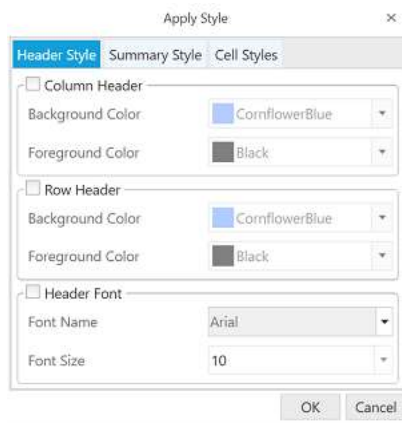 Apply Style
Header Style Summary Style Cell Styles
Column Header
Background Color CornflowerBlue
Foreground Color Black
Row Header
Background Color CornflowerBlue
Foreground Color Black
Header Font
Font Name Arial
Font Size 10
OK Cancel